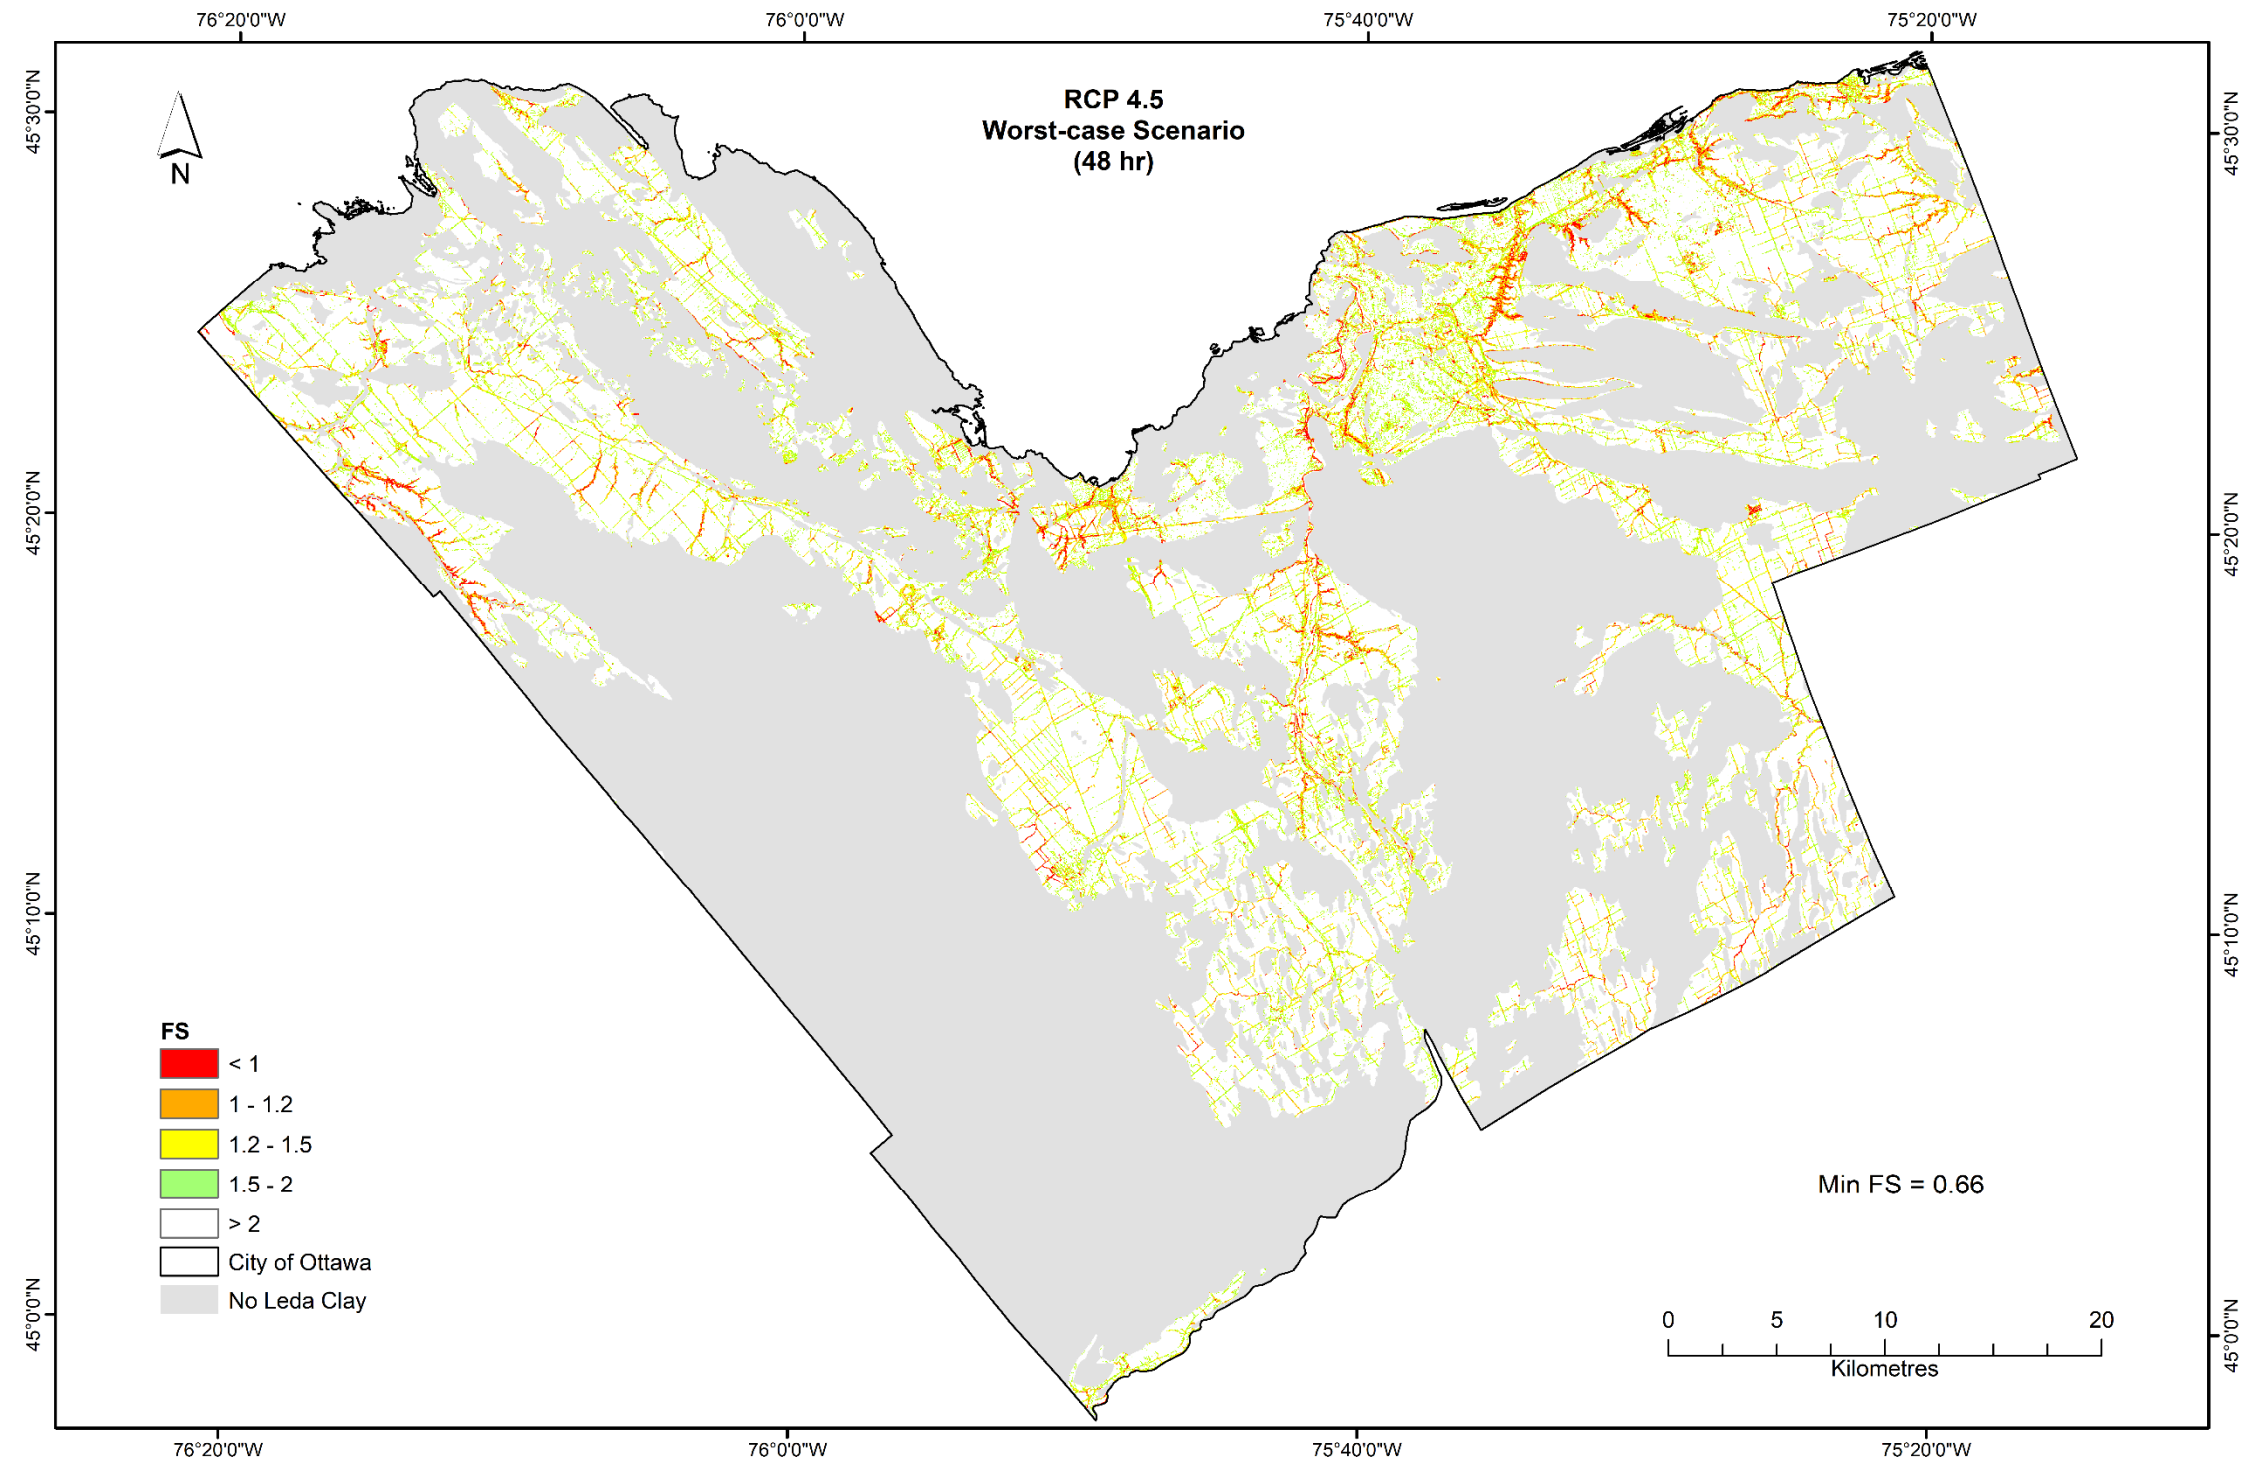 76°20'0"W 76°0'0"W 75°40'0"W 75°20'0"W
45°30'0"N
45°30'0"N
RCP 4.5
Worst-case Scenario
(48 hr)
N
45°20'0"N
45°20'0"N
45°10'0"N
45°10'0"N
FS
< 1
1 - 1.2
1.2 - 1.5
1.5 - 2
> 2
City of Ottawa
No Leda Clay
Min FS = 0.66
45°0'0"N
45°0'0"N
0 5 10 20
Kilometres
76°20'0"W 76°0'0"W 75°40'0"W 75°20'0"W